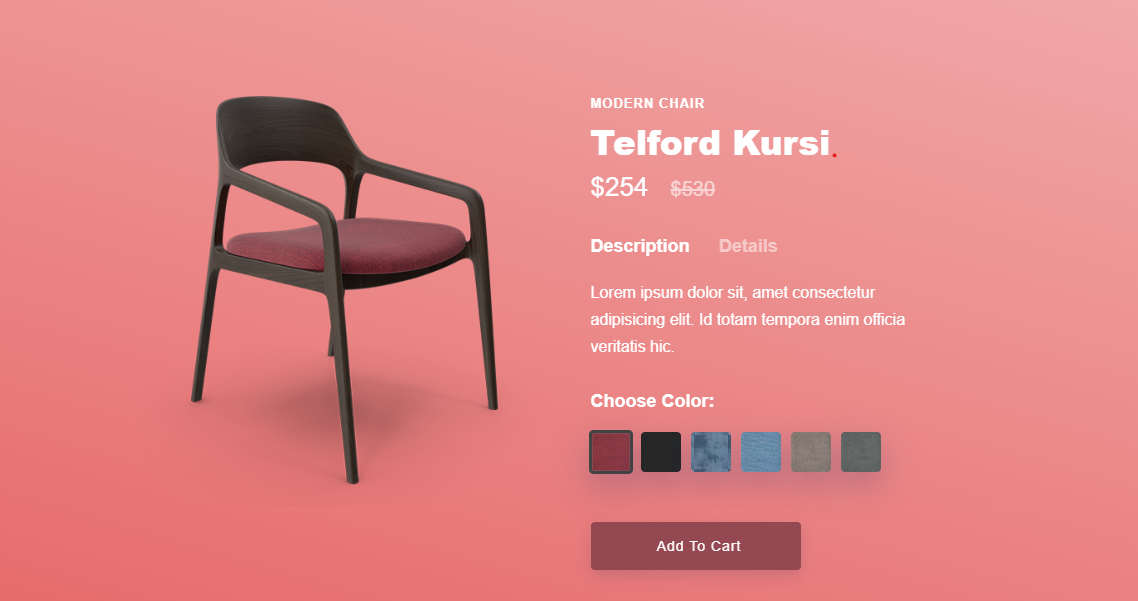 MODERN CHAIR
Telford Kursi.
$254 $530
Description Details
Lorem ipsum dolor sit, amet consectetur
adipisicing elit. Id totam tempora enim officia
veritatis hic.
Choose Color:
Add To Cart